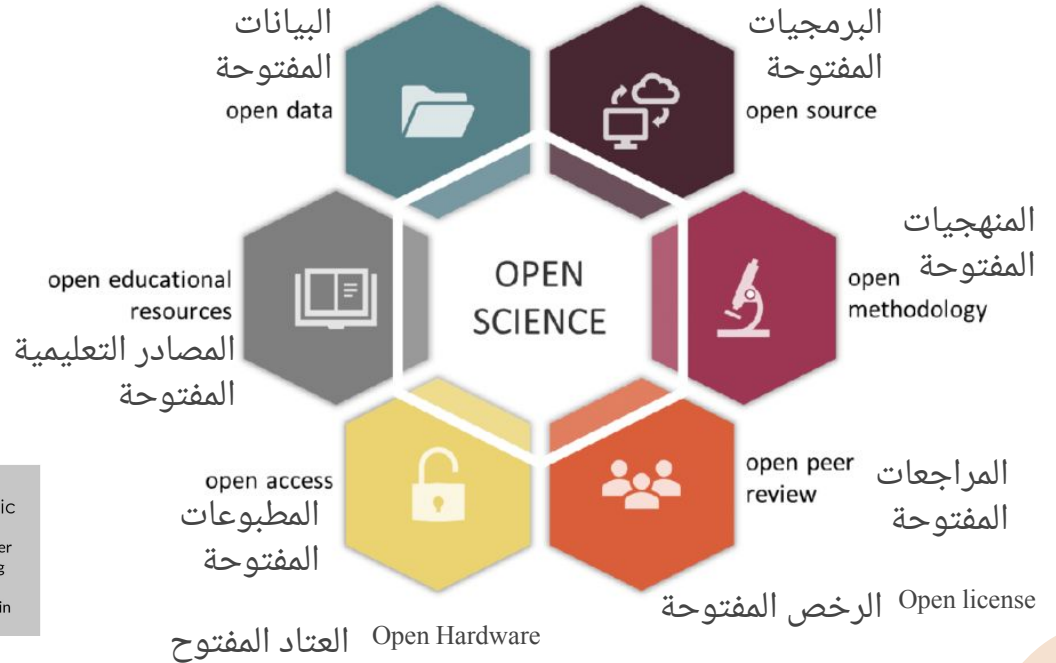 البيانات
المفتوحة
open data
البرمجيات
المفتوحة
open source
open educational
resources
المصادر التعليمية
المفتوحة
OPEN
SCIENCE
المنهجيات
المفتوحة
open
methodology
open access
المطبوعات
المفتوحة
open peer
review
المراجعات
المفتوحة
الرخص المفتوحة Open license
العتاد المفتوح Open Hardware